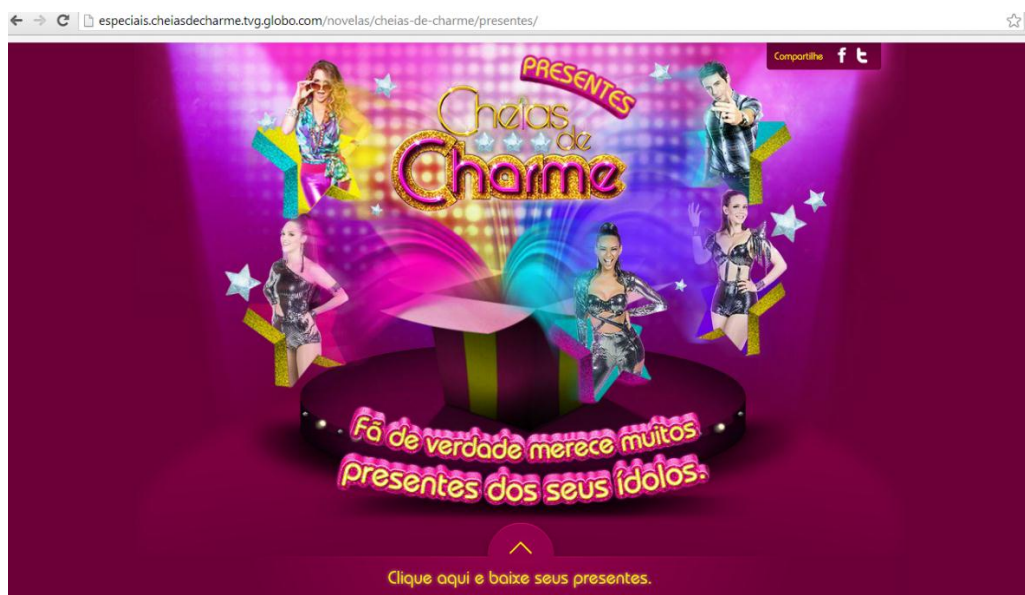 especiais.cheiasdecharme.tvg.globo.com/novelas/cheias-de-charme/presentes/
Compartilhe f t
PRESENTES
Cheias
de
Charme
Fã de verdade merece muitos
presentes dos seus ídolos.
Clique aqui e baixe seus presentes.